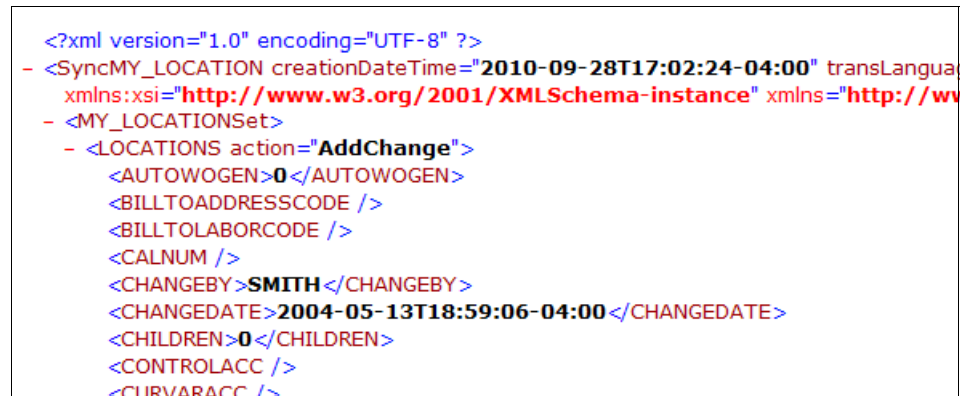 <?xml version="1.0" encoding="UTF-8" ?>
- <SyncMY_LOCATION creationDateTime="2010-09-28T17:02:24-04:00" transLanguag
xmlns:xsi="http://www.w3.org/2001/XMLSchema-instance" xmlns="http://ww
- <MY_LOCATIONSet>
- <LOCATIONS action="AddChange">
<AUTOWOGEN>0</AUTOWOGEN>
<BILLTOADDRESSCODE />
<BILLTOLABORCODE />
<CALNUM />
<CHANGEBY>SMITH</CHANGEBY>
<CHANGEDATE>2004-05-13T18:59:06-04:00</CHANGEDATE>
<CHILDREN>0</CHILDREN>
<CONTROLACC />
<CURVARACC />